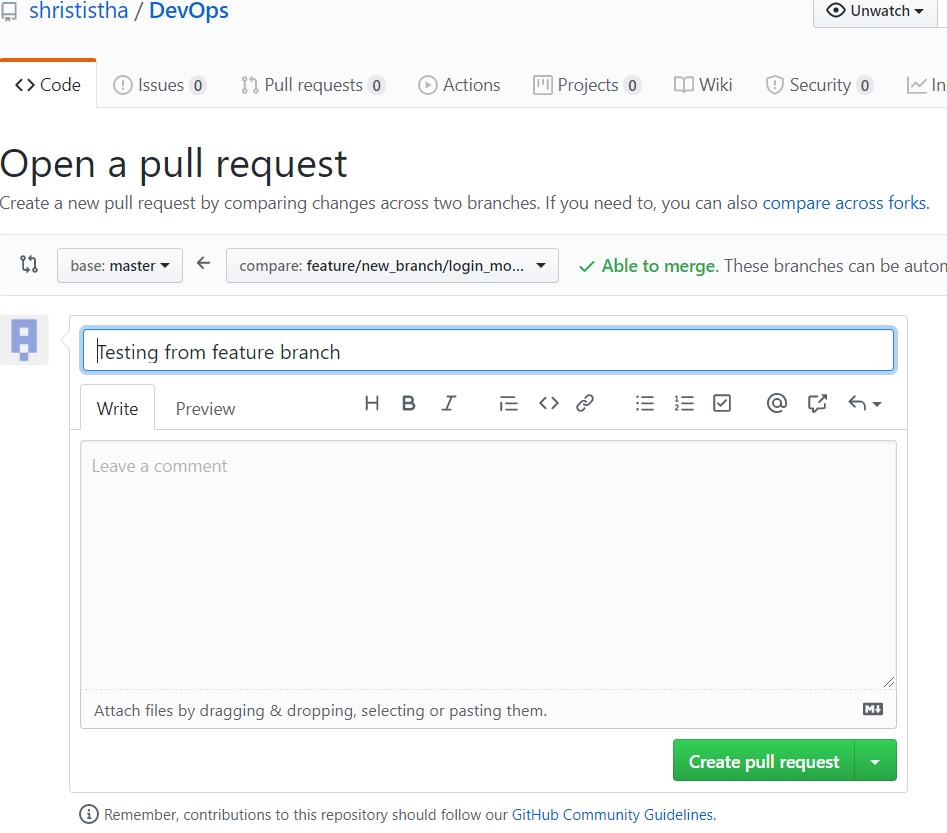 shrististha / DevOps
Unwatch
Code
Issues 0
Pull requests 0
Actions
Projects 0
Wiki
Security 0
Open a pull request
Create a new pull request by comparing changes across two branches. If you need to, you can also compare across forks.
base: master
compare: feature/new_branch/login_mo...
Able to merge. These branches can be
Testing from feature branch
Write
Preview
H B I
Leave a comment
Attach files by dragging & dropping, selecting or pasting them.
Create pull request
Remember, contributions to this repository should follow our GitHub Community Guidelines.